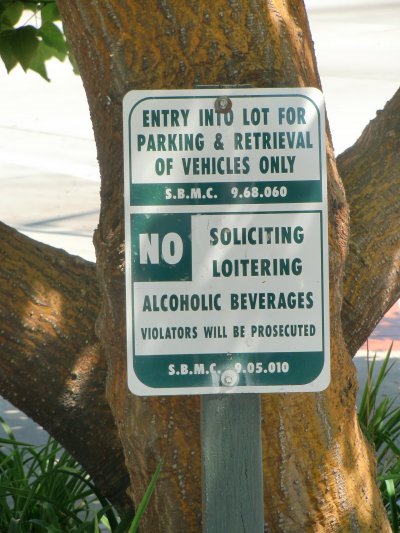 ENTRY INTO LOT FOR
PARKING & RETRIEVAL
OF VEHICLES ONLY
S.B.M.C. 9.68.060
NO SOLICITING
LOITERING
ALCOHOLIC BEVERAGES
VIOLATORS WILL BE PROSECUTED
S.B.M.C. 9.05.010